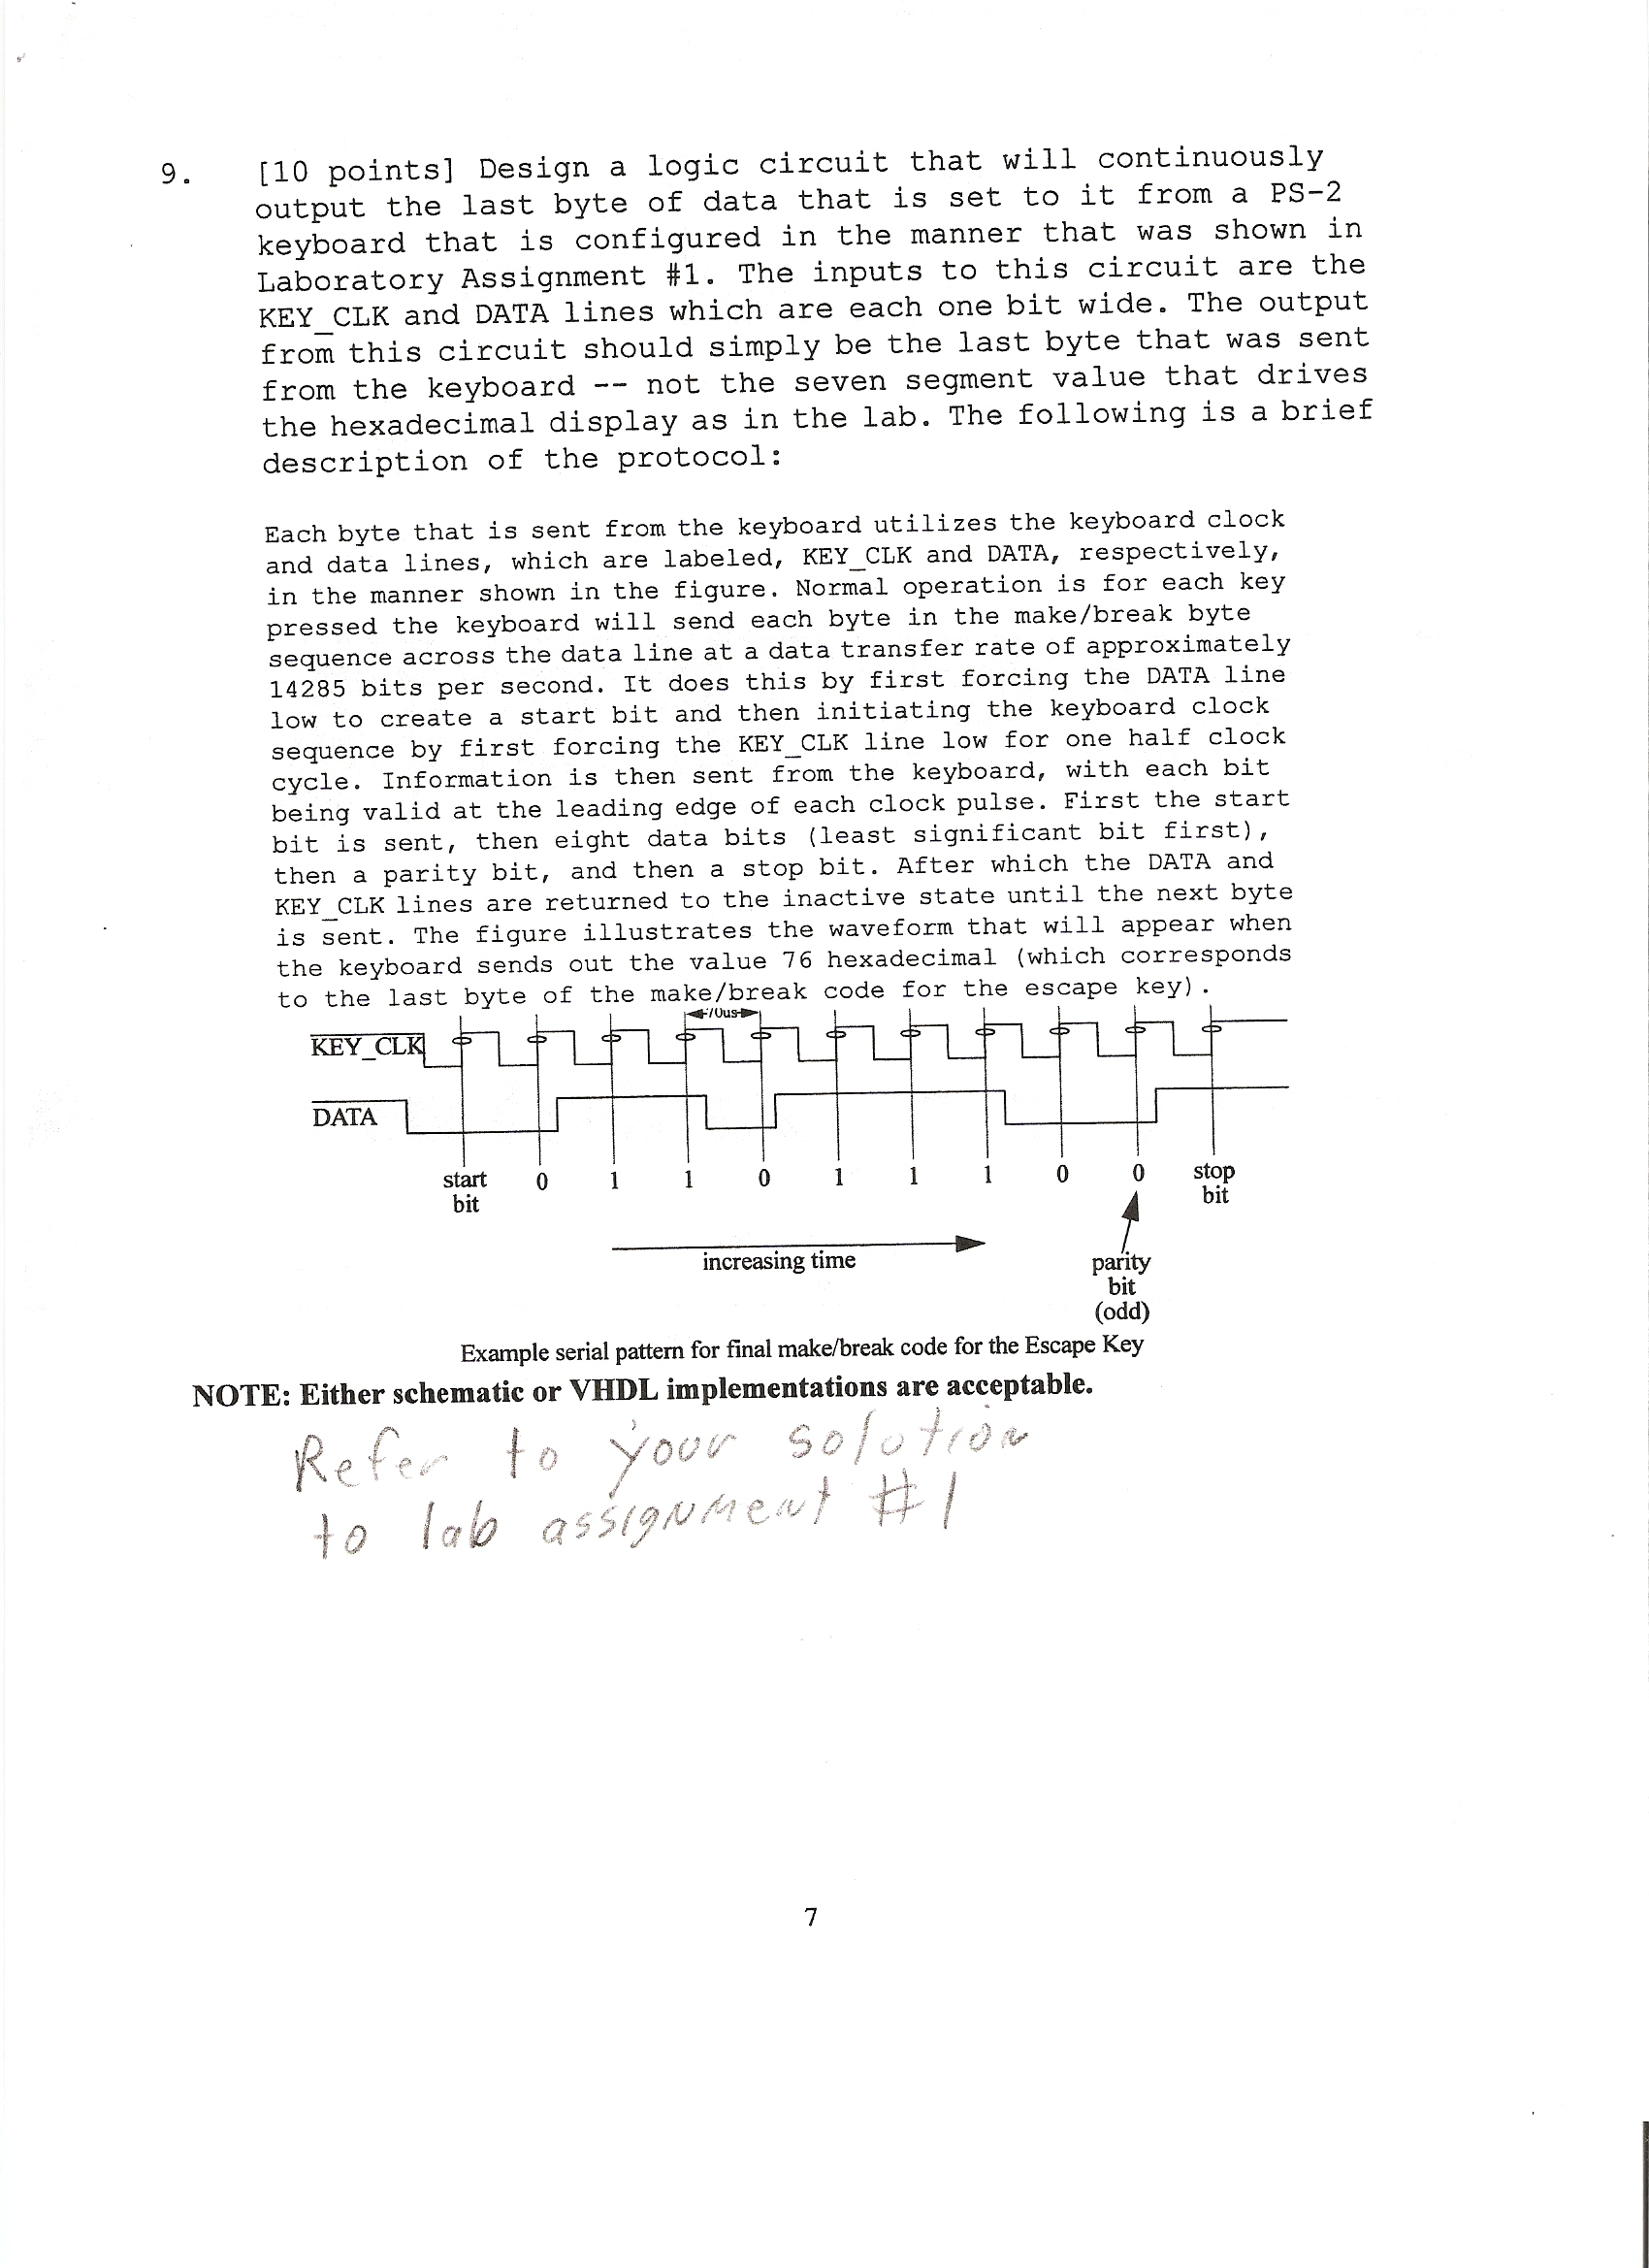 9. [10 points] Design a logic circuit that will continuously
output the last byte of data that is set to it from a PS-2
keyboard that is configured in the manner that was shown in
Laboratory Assignment #1. The inputs to this circuit are the
KEY_CLK and DATA lines which are each one bit wide. The output
from this circuit should simply be the last byte that was sent
from the keyboard -- not the seven segment value that drives
the hexadecimal display as in the lab. The following is a brief
description of the protocol:
Each byte that is sent from the keyboard utilizes the keyboard clock
and data lines, which are labeled, KEY_CLK and DATA, respectively,
in the manner shown in the figure. Normal operation is for each key
pressed the keyboard will send each byte in the make/break byte
sequence across the data line at a data transfer rate of approximately
14285 bits per second. It does this by first forcing the DATA line
low to create a start bit and then initiating the keyboard clock
sequence by first forcing the KEY_CLK line low for one half clock
cycle. Information is then sent from the keyboard, with each bit
being valid at the leading edge of each clock pulse. First the start
bit is sent, then eight data bits (least significant bit first),
then a parity bit, and then a stop bit. After which the DATA and
KEY_CLK lines are returned to the inactive state until the next byte
is sent. The figure illustrates the waveform that will appear when
the keyboard sends out the value 76 hexadecimal (which corresponds
to the last byte of the make/break code for the escape key).
70us
KEY_CLK
DATA
start 0 1 1 0 1 1 1 0 0 stop
bit bit
increasing time
parity
bit
(odd)
Example serial pattern for final make/break code for the Escape Key
NOTE: Either schematic or VHDL implementations are acceptable.
Refer to your solution
to lab assignment #1
7